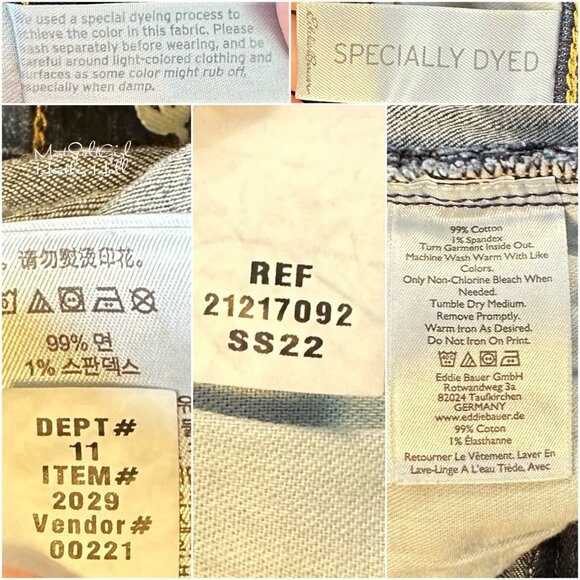 we used a special dyeing process to
achieve the color in this fabric. Please
wash separately before wearing, and be
careful around light-colored clothing and
surfaces as some color might rub off,
especially when damp.
Eddie Bauer
SPECIALLY DYED
请勿熨烫印花。
99% 면
1% 스판덱스
DEPT#
11
ITEM#
2029
Vendor#
00221
REF
21217092
SS22
99% Cotton
1% Spandex
Turn Garment Inside Out.
Machine Wash Warm With Like
Colors.
Only Non-Chlorine Bleach When
Needed.
Tumble Dry Medium.
Remove Promptly.
Warm Iron As Desired.
Do Not Iron On Print.
Eddie Bauer GmbH
Rotwandweg 3a
82024 Taufkirchen
GERMANY
www.eddiebauer.de
99% Coton
1% Élasthanne
Retourner Le Vêtement. Laver En
Lave-Linge A L'eau Tiède, Avec